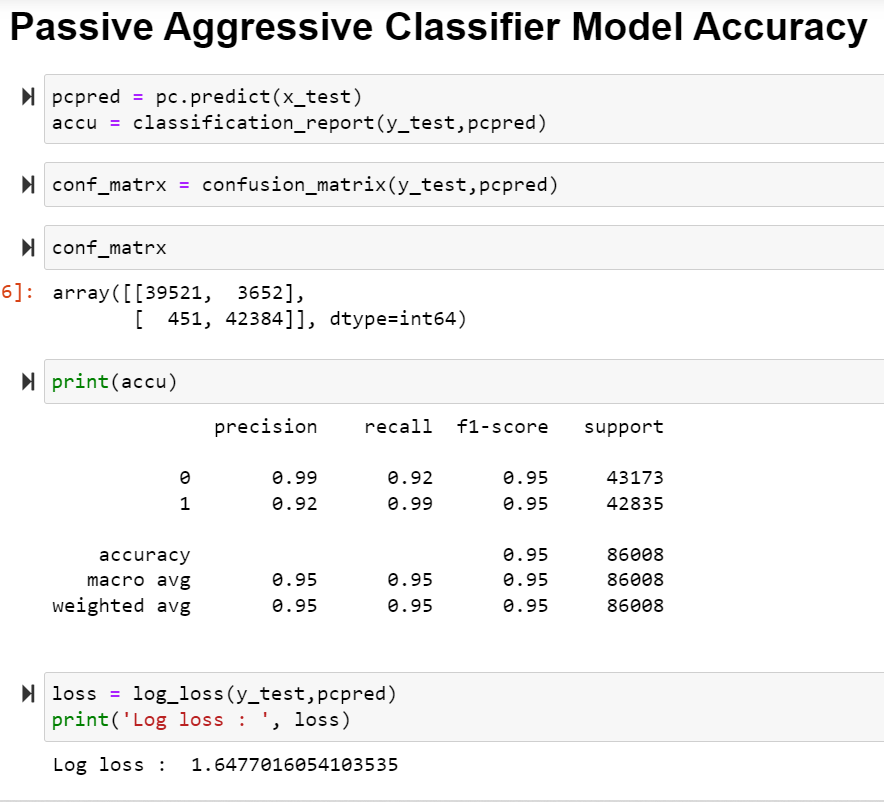 Passive Aggressive Classifier Model Accuracy
pcpred = pc.predict(x_test)
accu = classification_report(y_test,pcpred)
conf_matrx = confusion_matrix(y_test,pcpred)
conf_matrx
6]: array([[39521,  3652],
       [  451, 42384]], dtype=int64)
print(accu)
              precision    recall  f1-score   support
           0       0.99      0.92      0.95     43173
           1       0.92      0.99      0.95     42835
    accuracy                           0.95     86008
   macro avg       0.95      0.95      0.95     86008
weighted avg       0.95      0.95      0.95     86008
loss = log_loss(y_test,pcpred)
print('Log loss : ', loss)
Log loss :  1.6477016054103535